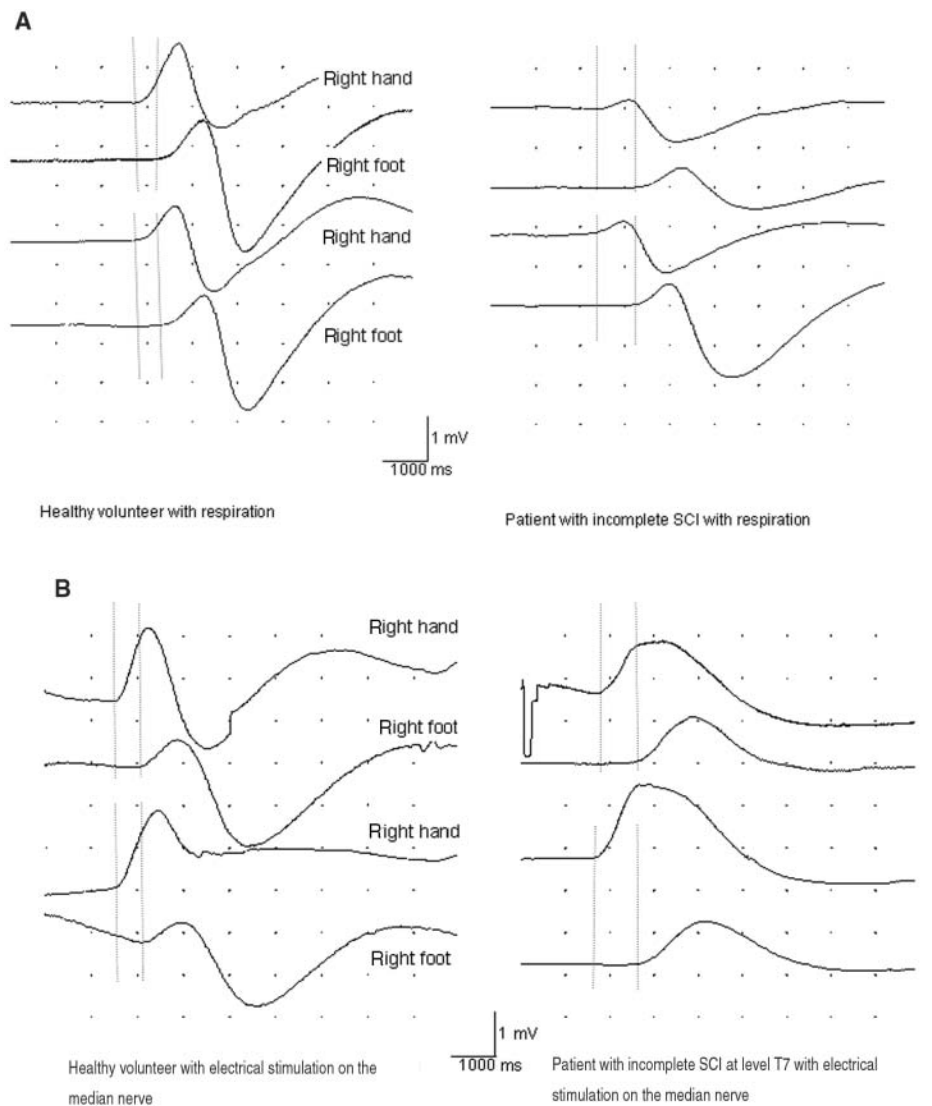 A
Right hand
Right foot
Right hand
Right foot
1 mV
1000 ms
Healthy volunteer with respiration
Patient with incomplete SCI with respiration
B
Right hand
Right foot
Right hand
Right foot
1 mV
1000 ms
Healthy volunteer with electrical stimulation on the
median nerve
Patient with incomplete SCI at level T7 with electrical
stimulation on the median nerve